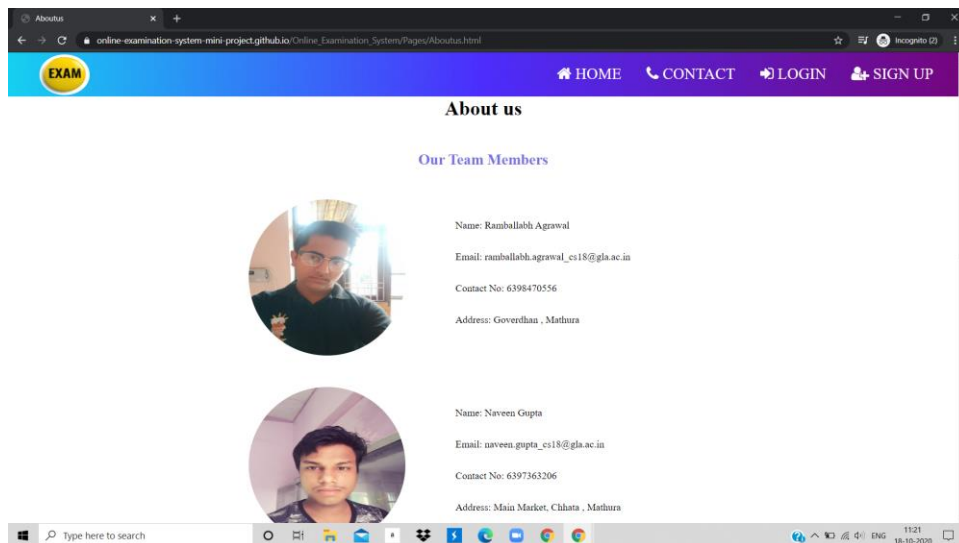 Aboutus
online-examination-system-mini-project.github.io/Online_Examination_System/Pages/Aboutus.html
Incognito (2)
EXAM
HOME CONTACT LOGIN SIGN UP
About us
Our Team Members
Name: Ramballabh Agrawal
Email: ramballabh.agrawal_cs18@gla.ac.in
Contact No: 6398470556
Address: Goverdhan , Mathura
Name: Naveen Gupta
Email: naveen.gupta_cs18@gla.ac.in
Contact No: 6397363206
Address: Main Market, Chhata , Mathura
Type here to search
ENG
11:21
18-10-2020